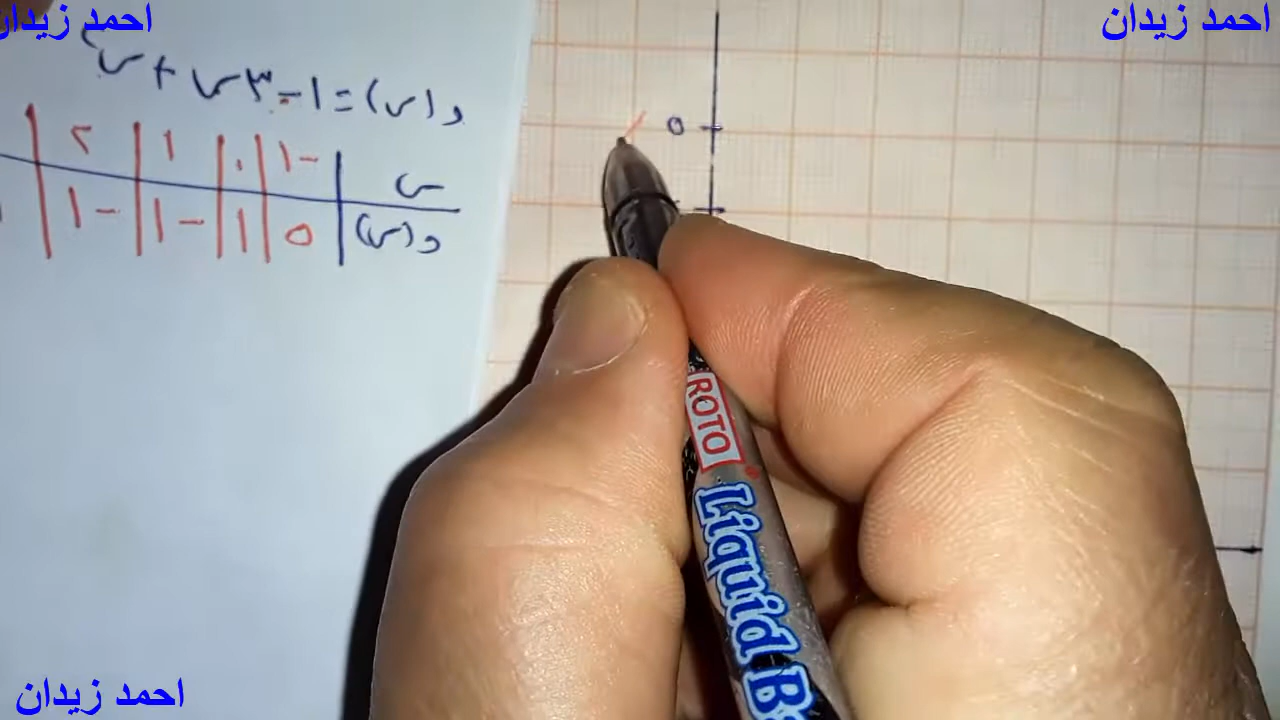 احمد زيدان
احمد زيدان
د(س) = ١ - ٣س + س٢
س | -١ | ٠ | ١ | ٢
د(س) | ٥ | ١ | -١ | -١
٥
ROTO
Liquid
احمد زيدان